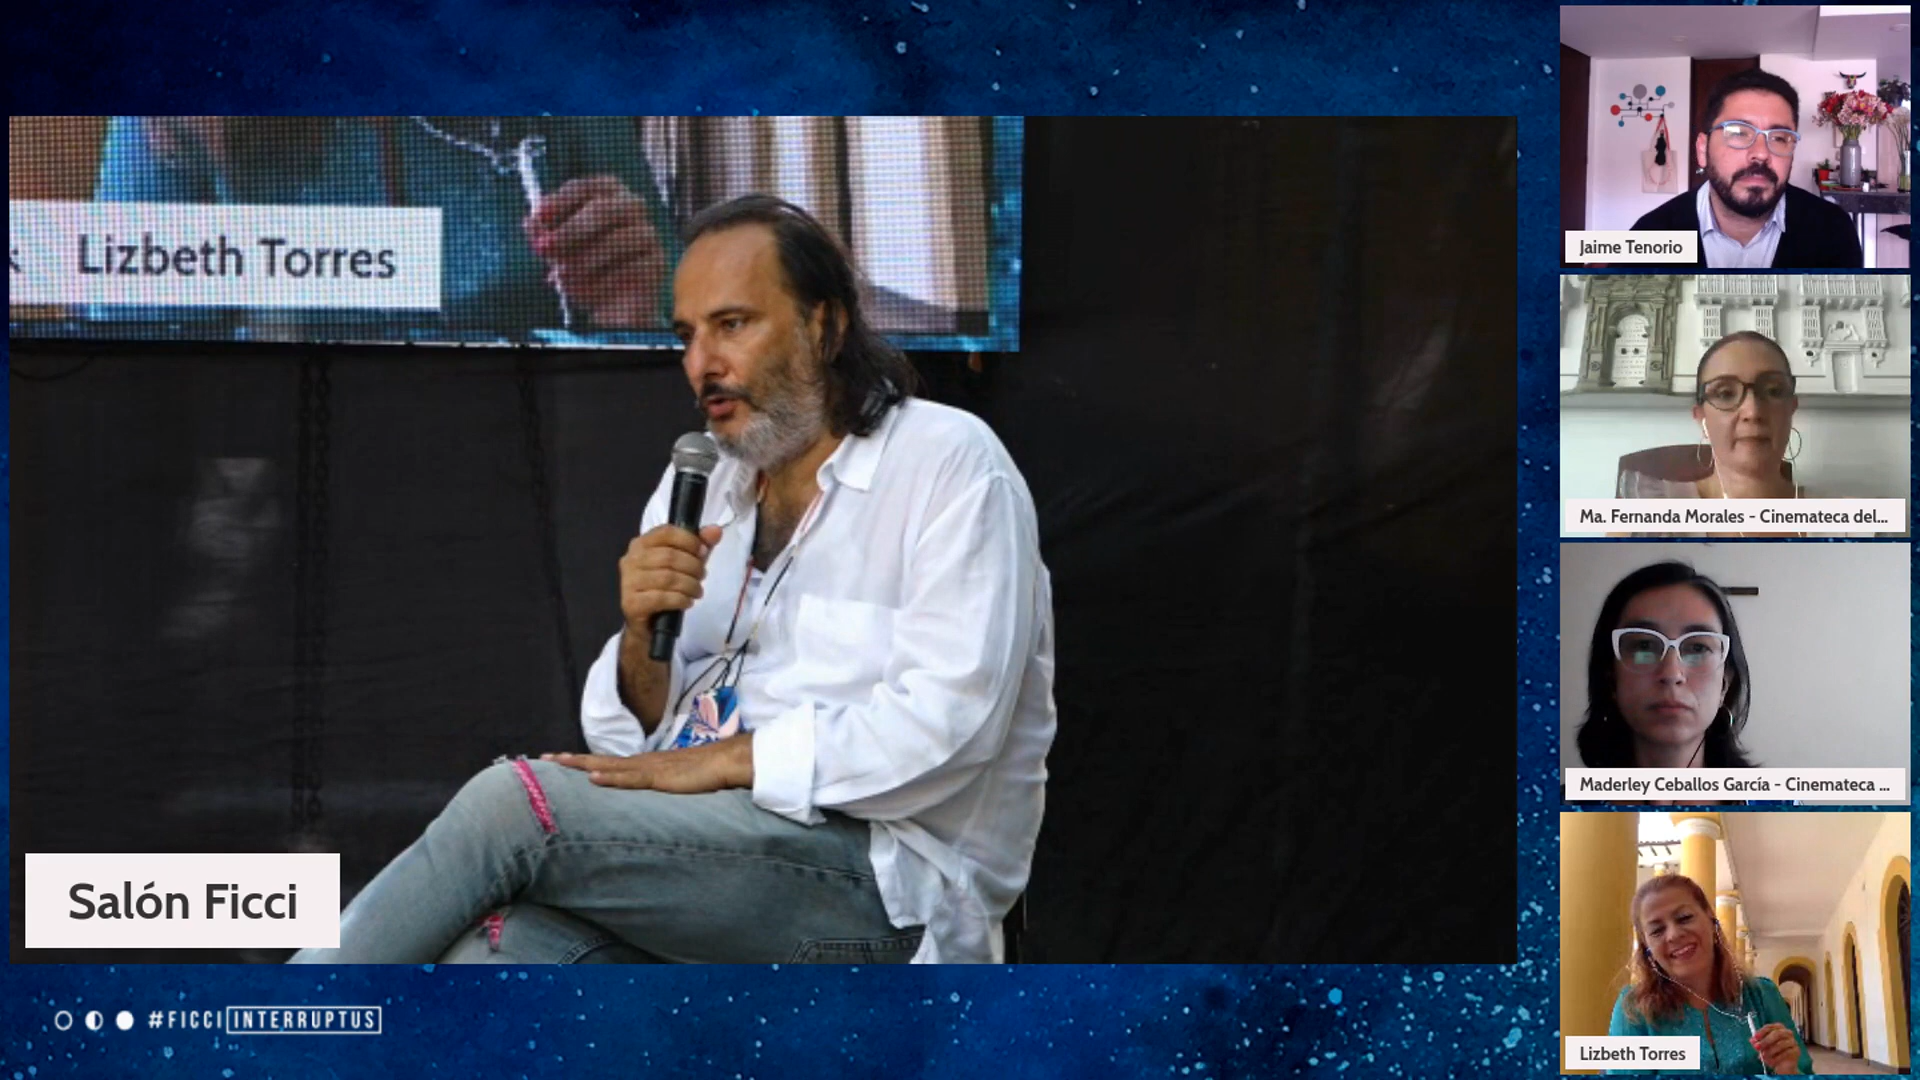 Lizbeth Torres
Salón Ficci
#FICCI INTERRUPTUS
Jaime Tenorio
Ma. Fernanda Morales - Cinemateca del...
Maderley Ceballos García - Cinemateca ...
Lizbeth Torres